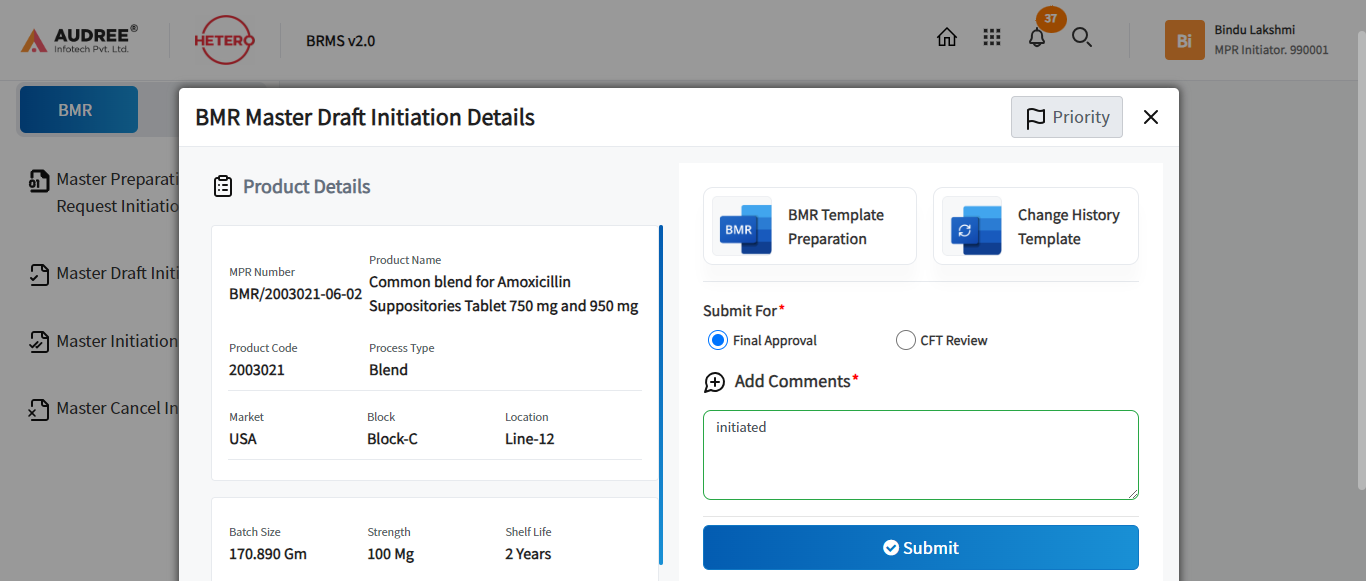 AUDREE®
Infotech Pvt. Ltd.
HETERO
BRMS v2.0
37
Bi
Bindu Lakshmi
MPR Initiator. 990001
BMR
Master Preparati
Request Initiatio
Master Draft Initi
Master Initiation
Master Cancel In
BMR Master Draft Initiation Details
Priority
Product Details
MPR Number
BMR/2003021-06-02
Product Name
Common blend for Amoxicillin
Suppositories Tablet 750 mg and 950 mg
Product Code
2003021
Process Type
Blend
Market
USA
Block
Block-C
Location
Line-12
Batch Size
170.890 Gm
Strength
100 Mg
Shelf Life
2 Years
BMR
BMR Template
Preparation
Change History
Template
Submit For*
Final Approval
CFT Review
Add Comments*
initiated
Submit